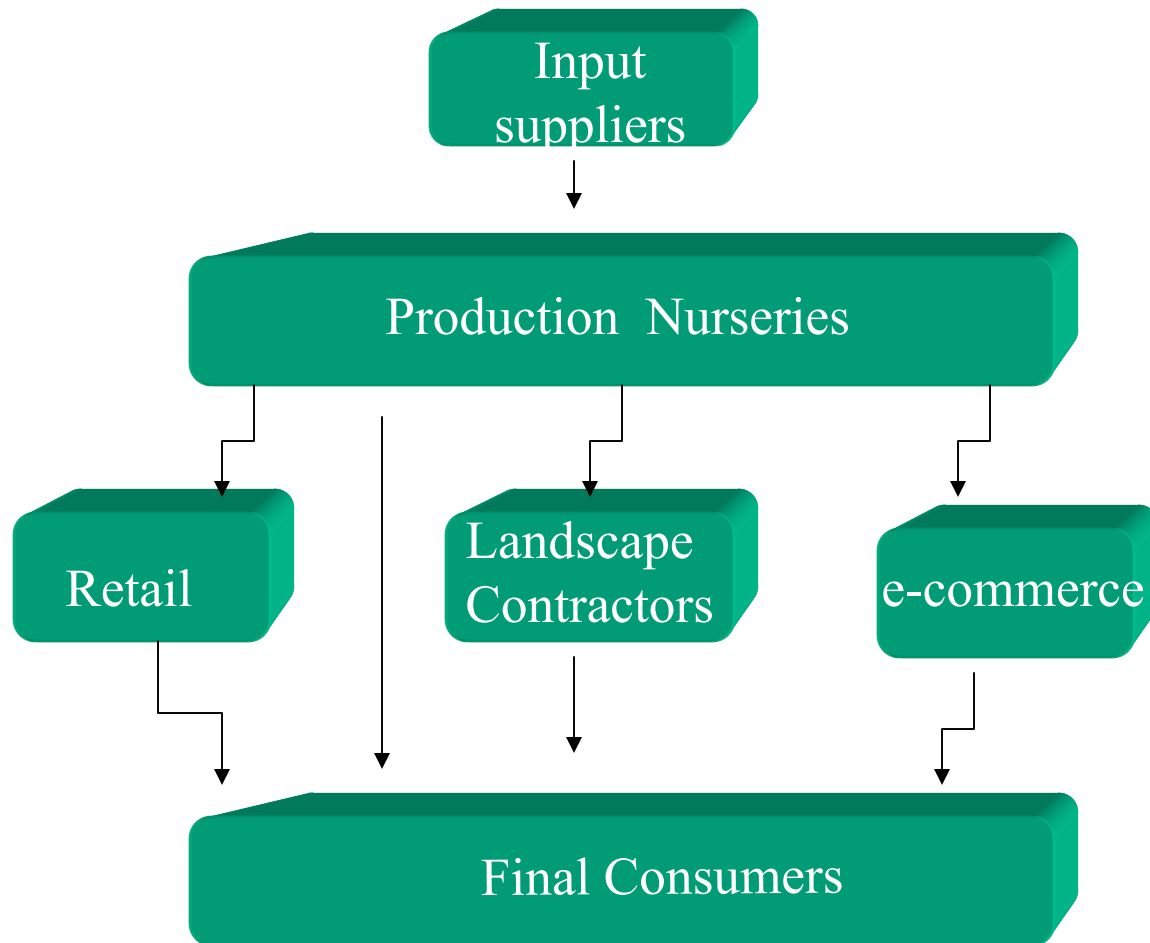 Input
suppliers
Production Nurseries
Retail
Landscape
Contractors
e-commerce
Final Consumers